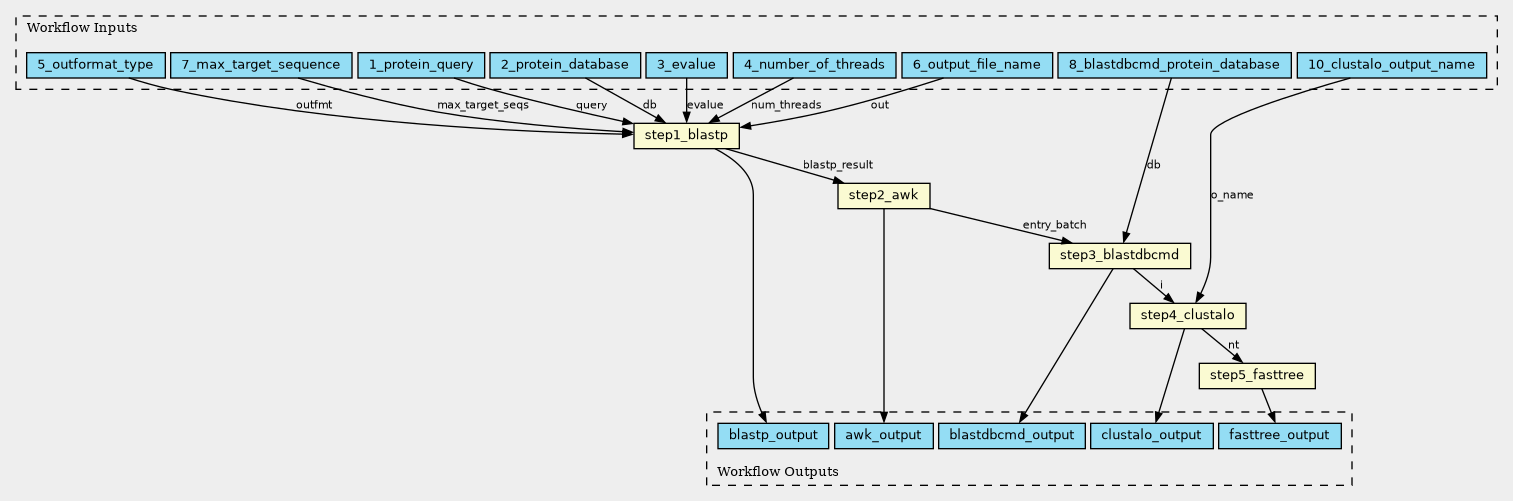 Workflow Inputs
5_outformat_type
7_max_target_sequence
1_protein_query
2_protein_database
3_evalue
4_number_of_threads
6_output_file_name
8_blastdbcmd_protein_database
10_clustalo_output_name
outfmt
max_target_seqs
query
db
evalue
num_threads
out
step1_blastp
blastp_result
db
step2_awk
o_name
entry_batch
step3_blastdbcmd
i
step4_clustalo
nt
step5_fasttree
blastp_output
awk_output
blastdbcmd_output
clustalo_output
fasttree_output
Workflow Outputs